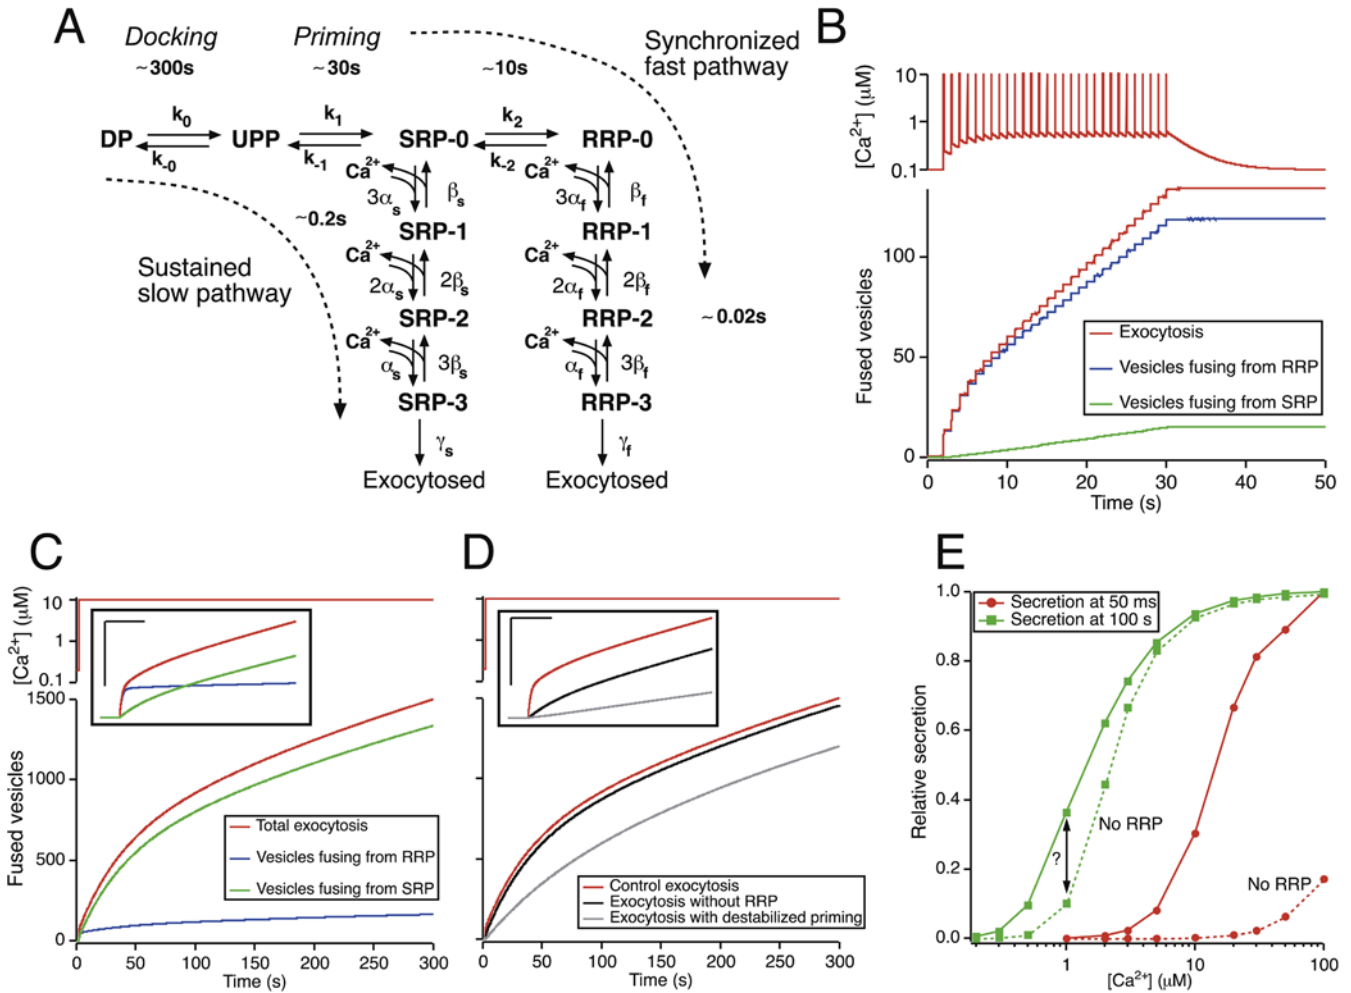 A
Docking
Priming
~300s
~30s
~10s
Synchronized
fast pathway
k0
k1
k2
DP
UPP
SRP-0
RRP-0
k-0
k-1
k-2
Ca2+
Ca2+
3αs
βs
3αf
βf
~0.2s
SRP-1
RRP-1
Ca2+
Ca2+
Sustained
slow pathway
2αs
2βs
2αf
2βf
SRP-2
RRP-2
~0.02s
Ca2+
Ca2+
αs
3βs
αf
3βf
SRP-3
RRP-3
γs
γf
Exocytosed
Exocytosed
B
[Ca2+] (μM)
10
1
0.1
Fused vesicles
100
50
0
Exocytosis
Vesicles fusing from RRP
Vesicles fusing from SRP
0
10
20
30
40
50
Time (s)
C
[Ca2+] (μM)
10
1
0.1
Fused vesicles
1500
1000
500
0
Total exocytosis
Vesicles fusing from RRP
Vesicles fusing from SRP
0
50
100
150
200
250
300
Time (s)
D
Control exocytosis
Exocytosis without RRP
Exocytosis with destabilized priming
0
50
100
150
200
250
300
Time (s)
E
Relative secretion
1.0
0.8
0.6
0.4
0.2
0.0
Secretion at 50 ms
Secretion at 100 s
No RRP
?
No RRP
1
10
100
[Ca2+] (μM)